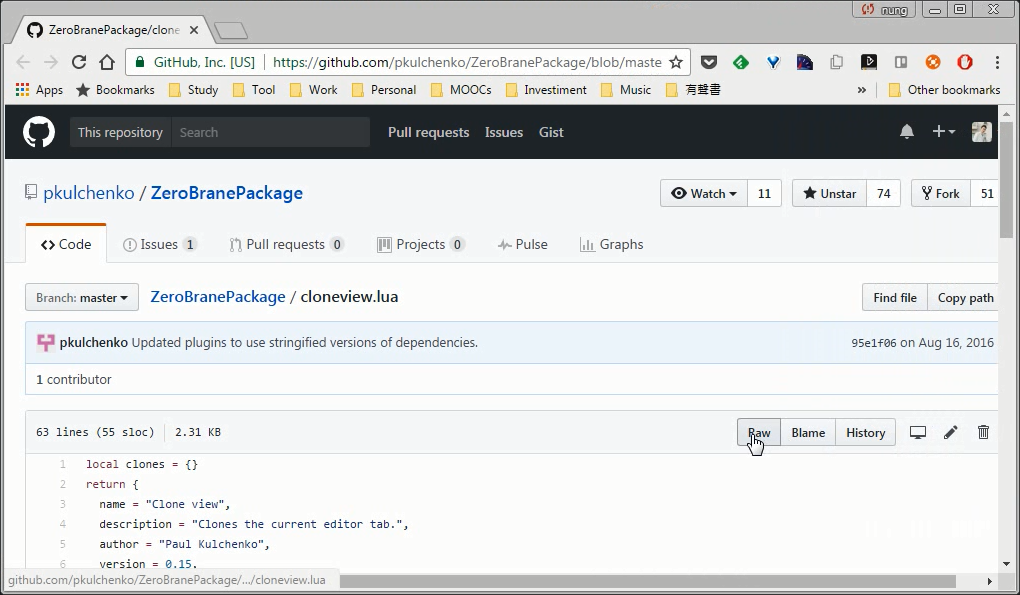 nung
ZeroBranePackage/clone
GitHub, Inc. [US] https://github.com/pkulchenko/ZeroBranePackage/blob/maste
Apps Bookmarks Study Tool Work Personal MOOCs Investiment Music 有聲書 » Other bookmarks
This repository Search Pull requests Issues Gist
pkulchenko / ZeroBranePackage Watch 11 Unstar 74 Fork 51
Code Issues 1 Pull requests 0 Projects 0 Pulse Graphs
Branch: master ZeroBranePackage / cloneview.lua Find file Copy path
pkulchenko Updated plugins to use stringified versions of dependencies. 95e1f06 on Aug 16, 2016
1 contributor
63 lines (55 sloc) 2.31 KB Raw Blame History
1 local clones = {}
2 return {
3 name = "Clone view",
4 description = "Clones the current editor tab.",
5 author = "Paul Kulchenko",
6 version = 0.15,
github.com/pkulchenko/ZeroBranePackage/.../cloneview.lua